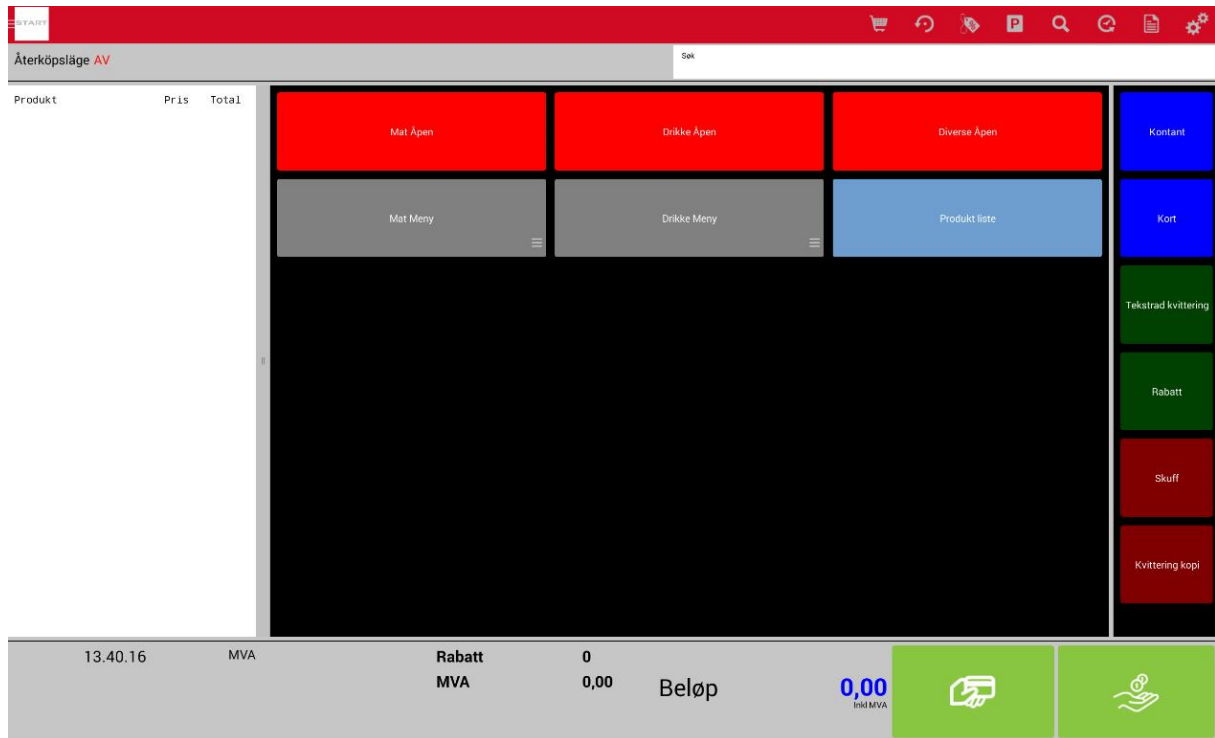 START
P
Återköpsläge AV
Søk
Produkt Pris Total
Mat Åpen
Drikke Åpen
Diverse Åpen
Kontant
Mat Meny
Drikke Meny
Produkt liste
Kort
Tekstrad kvittering
Rabatt
Skuff
Kvittering kopi
13.40.16 MVA
Rabatt 0
MVA 0,00
Beløp 0,00
Inkl MVA